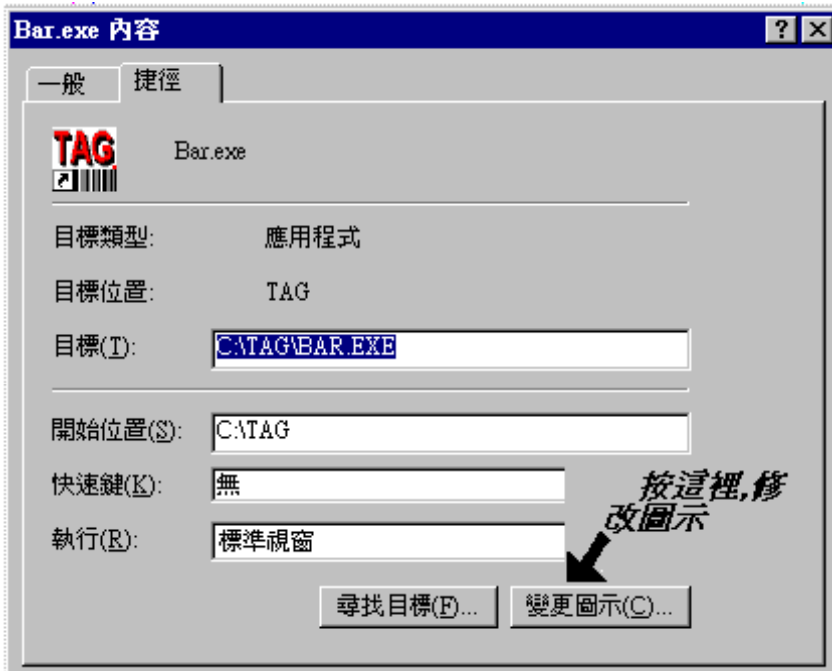 Bar.exe 內容
一般 捷徑
TAG Bar.exe
目標類型: 應用程式
目標位置: TAG
目標(T): C:\TAG\BAR.EXE
開始位置(S): C:\TAG
快速鍵(K): 無
按這裡,修
改圖示
執行(R): 標準視窗
尋找目標(F)... 變更圖示(C)...